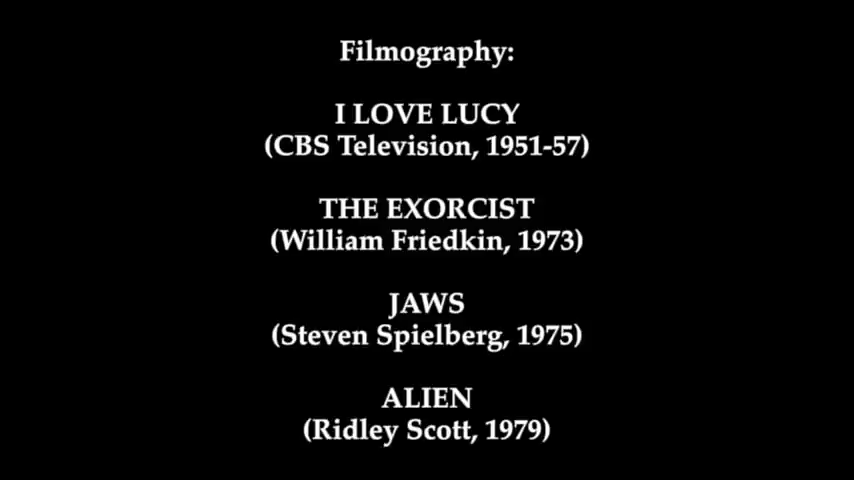 Filmography:
I LOVE LUCY
(CBS Television, 1951-57)
THE EXORCIST
(William Friedkin, 1973)
JAWS
(Steven Spielberg, 1975)
ALIEN
(Ridley Scott, 1979)